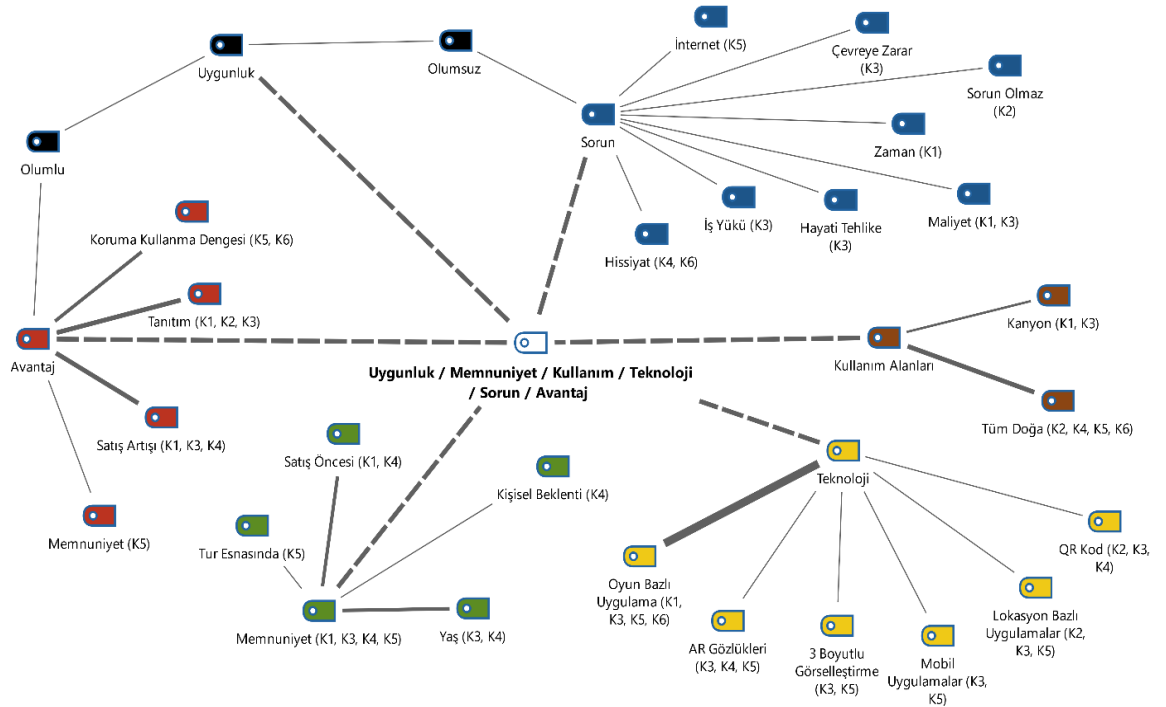 İnternet (K5)
Çevreye Zarar
(K3)
Olumsuz
Uygunluk
Sorun Olmaz
(K2)
Sorun
Zaman (K1)
Olumlu
Maliyet (K1, K3)
İş Yükü (K3)
Hayati Tehlike
(K3)
Koruma Kullanma Dengesi (K5, K6)
Hissiyat (K4, K6)
Tanıtım (K1, K2, K3)
Kanyon (K1, K3)
Avantaj
Kullanım Alanları
Uygunluk / Memnuniyet / Kullanım / Teknoloji
/ Sorun / Avantaj
Tüm Doğa (K2, K4, K5, K6)
Satış Artışı (K1, K3, K4)
Satış Öncesi (K1, K4)
Teknoloji
Kişisel Beklenti (K4)
Memnuniyet (K5)
Tur Esnasında (K5)
QR Kod (K2, K3,
K4)
Oyun Bazlı
Uygulama (K1,
K3, K5, K6)
Lokasyon Bazlı
Uygulamalar (K2,
K3, K5)
Memnuniyet (K1, K3, K4, K5)
Yaş (K3, K4)
AR Gözlükleri
(K3, K4, K5)
3 Boyutlu
Görselleştirme
(K3, K5)
Mobil
Uygulamalar (K3,
K5)